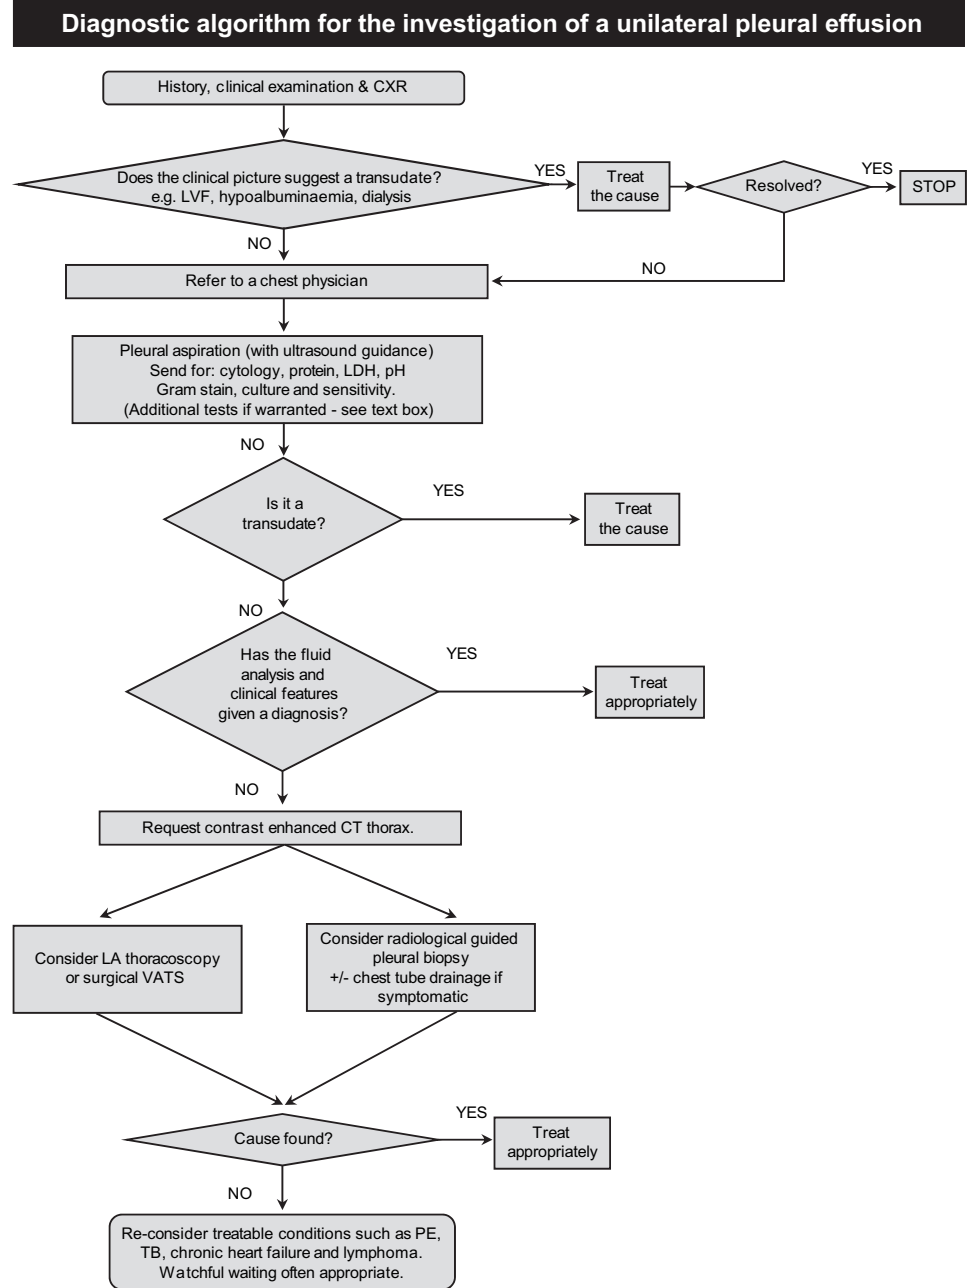 Diagnostic algorithm for the investigation of a unilateral pleural effusion
History, clinical examination & CXR
Does the clinical picture suggest a transudate?
e.g. LVF, hypoalbuminaemia, dialysis
YES
Treat
the cause
Resolved?
YES
STOP
NO
NO
Refer to a chest physician
Pleural aspiration (with ultrasound guidance)
Send for: cytology, protein, LDH, pH
Gram stain, culture and sensitivity.
(Additional tests if warranted - see text box)
NO
Is it a
transudate?
YES
Treat
the cause
NO
Has the fluid
analysis and
clinical features
given a diagnosis?
YES
Treat
appropriately
NO
Request contrast enhanced CT thorax.
Consider LA thoracoscopy
or surgical VATS
Consider radiological guided
pleural biopsy
+/- chest tube drainage if
symptomatic
Cause found?
YES
Treat
appropriately
NO
Re-consider treatable conditions such as PE,
TB, chronic heart failure and lymphoma.
Watchful waiting often appropriate.